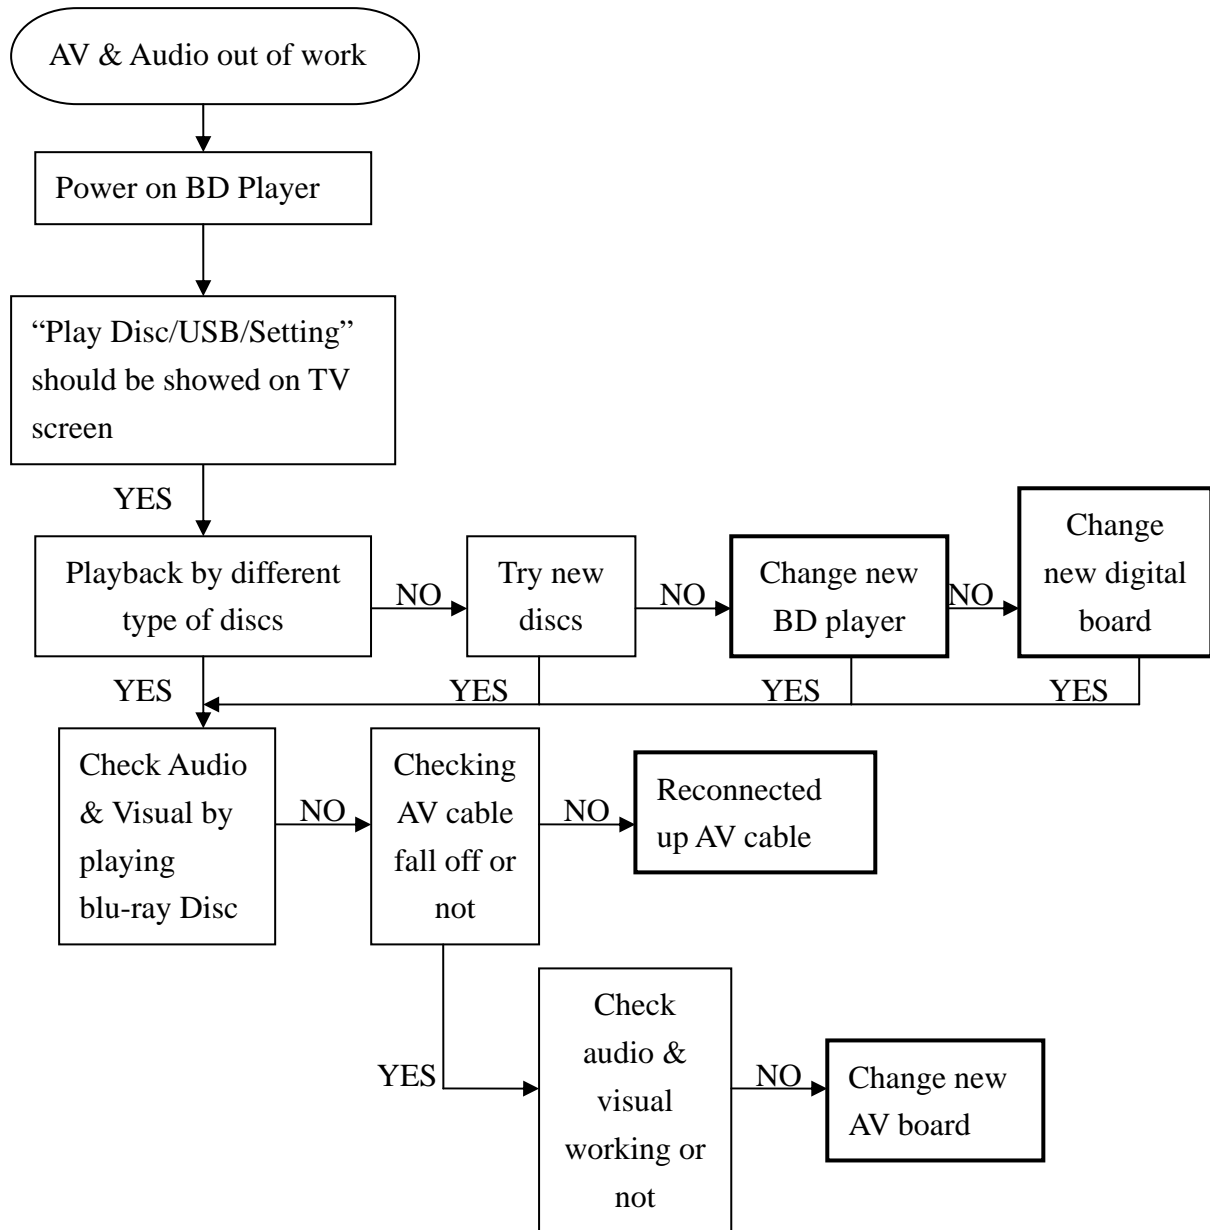 AV & Audio out of work
Power on BD Player
“Play Disc/USB/Setting”
should be showed on TV
screen
YES
Playback by different
type of discs
NO
Try new
discs
NO
Change new
BD player
NO
Change
new digital
board
YES
YES
YES
YES
Check Audio
& Visual by
playing
blu-ray Disc
NO
Checking
AV cable
fall off or
not
NO
Reconnected
up AV cable
YES
Check
audio &
visual
working or
not
NO
Change new
AV board